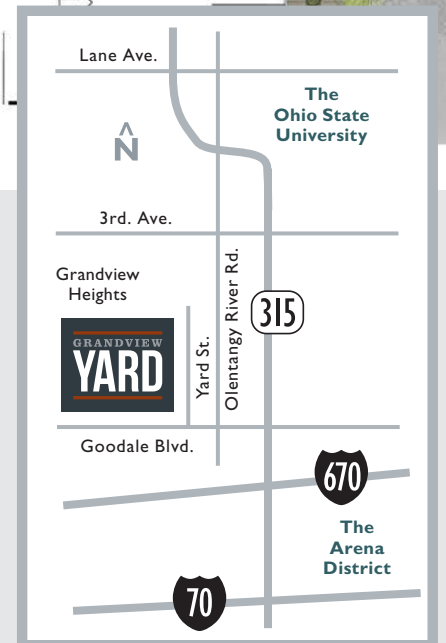 Lane Ave.
The
Ohio State
University
N
3rd. Ave.
Grandview
Heights
GRANDVIEW
YARD
Yard St.
Olentangy River Rd.
315
Goodale Blvd.
670
The
Arena
District
70